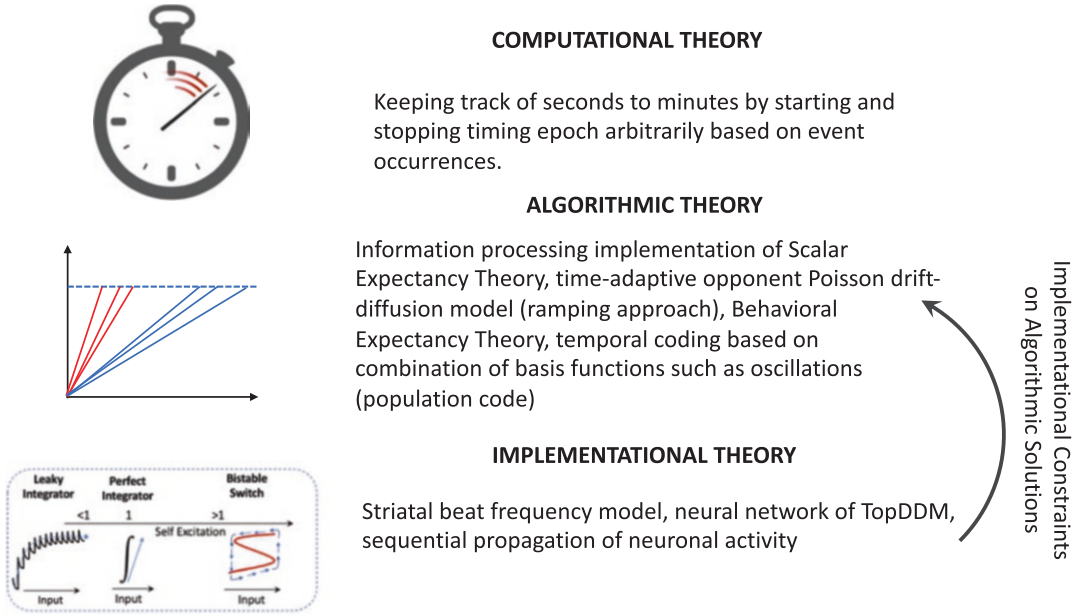 COMPUTATIONAL THEORY
Keeping track of seconds to minutes by starting and
stopping timing epoch arbitrarily based on event
occurrences.
ALGORITHMIC THEORY
Information processing implementation of Scalar
Expectancy Theory, time-adaptive opponent Poisson drift-
diffusion model (ramping approach), Behavioral
Expectancy Theory, temporal coding based on
combination of basis functions such as oscillations
(population code)
IMPLEMENTATIONAL THEORY
Striatal beat frequency model, neural network of TopDDM,
sequential propagation of neuronal activity
Implementational Constraints
on Algorithmic Solutions
Leaky
Integrator
Perfect
Integrator
Bistable
Switch
<1
1
>1
Self Excitation
Input
Input
Input